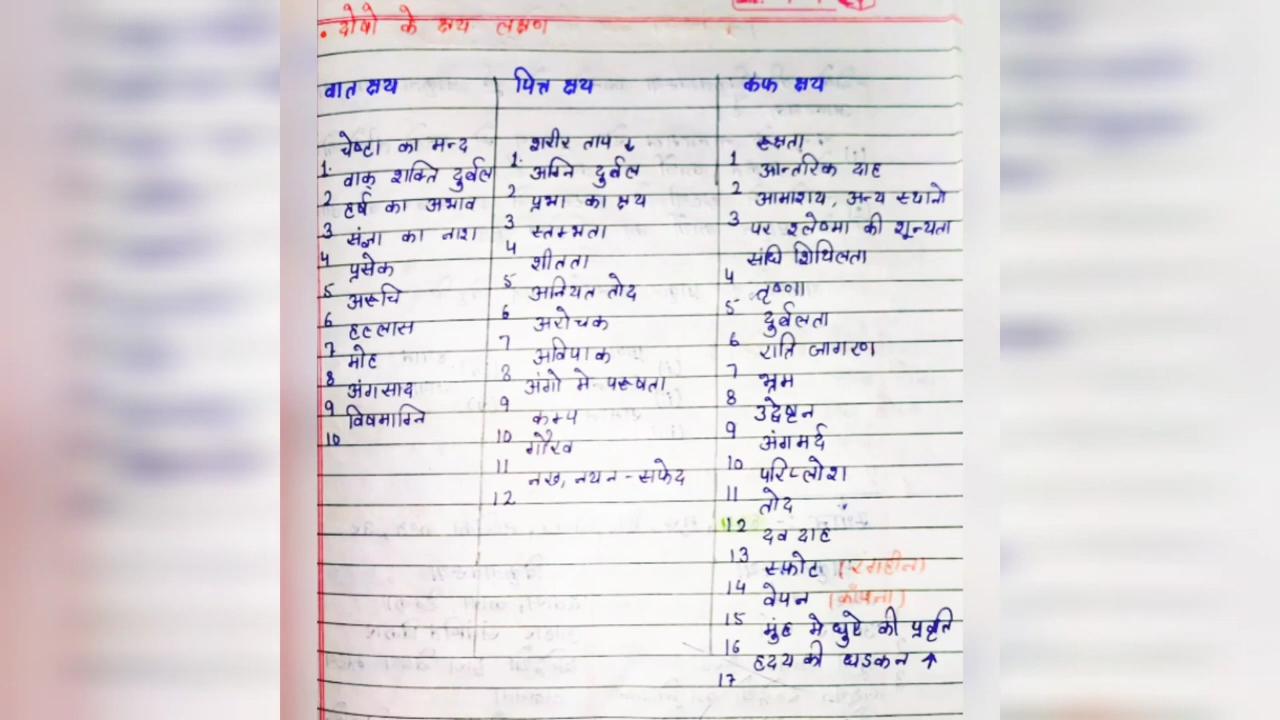 • दोषो के क्षय लक्षण
वात क्षय
1. चेष्टा का मन्द
2 वाक् शक्ति दुर्बल
3 हर्ष का अभाव
4 संज्ञा का नाश
5 प्रसेक
6 अरूचि
7 हृल्लास
8 मोह
9 अंगसाद
10 विषमाग्नि
पित्त क्षय
1. शरीर ताप ↓
2 अग्नि दुर्बल
3 प्रभा का क्षय
4 स्तम्भता
5 शीतता
6 अनियत तोद
7 अरोचक
8 अविपाक
9 अंगो मे परूषता
10 कम्प
11 गौरव
12 नख, नयन - सफेद
कफ क्षय
1 रूक्षता
2 आन्तरिक दाह
3 आमाशय, अन्य स्थानो
पर श्लेष्मा की शून्यता
4 संधि शिथिलता
5 तृष्णा
6 दुर्बलता
7 रात्रि जागरण
8 भ्रम
9 उद्वेष्टन
10 अंगमर्द
11 परिप्लोश
12 तोद
13 दव दाह
14 स्फोट
15 वेपन (काँपना)
16 मुंह मे धुएे की प्रवृति
17 हृदय की धडकन ↑